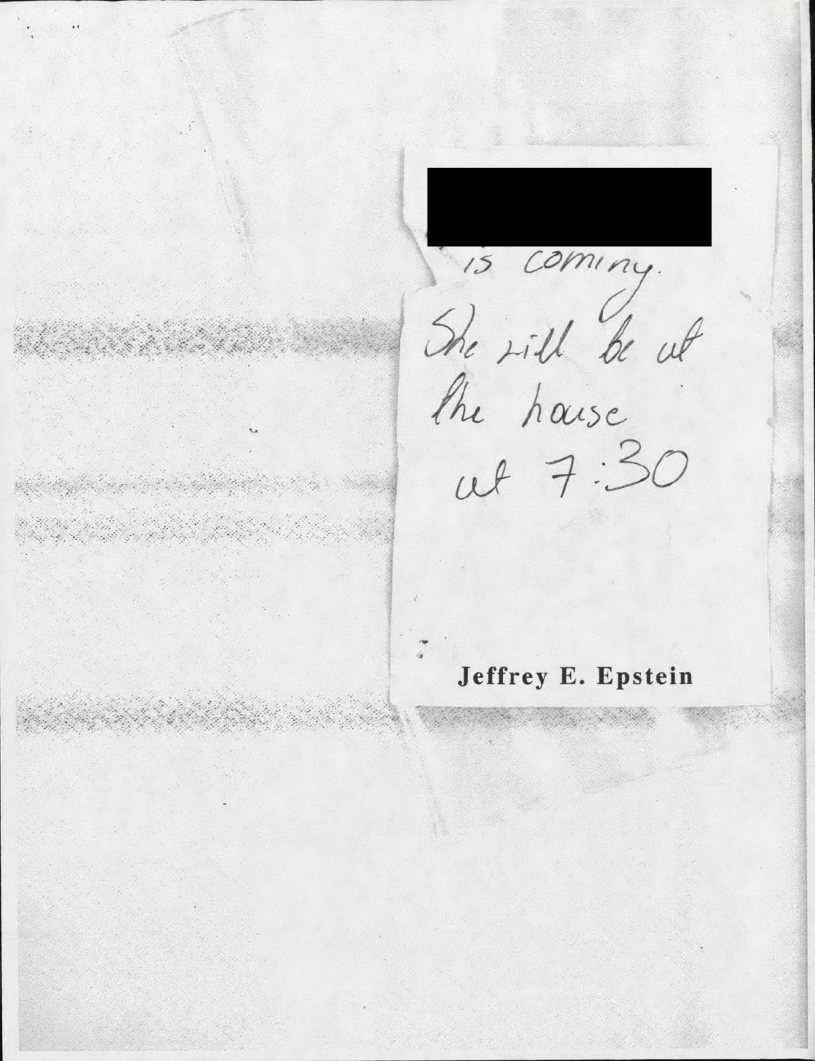 is coming.
She will be at
the house
at 7:30
Jeffrey E. Epstein